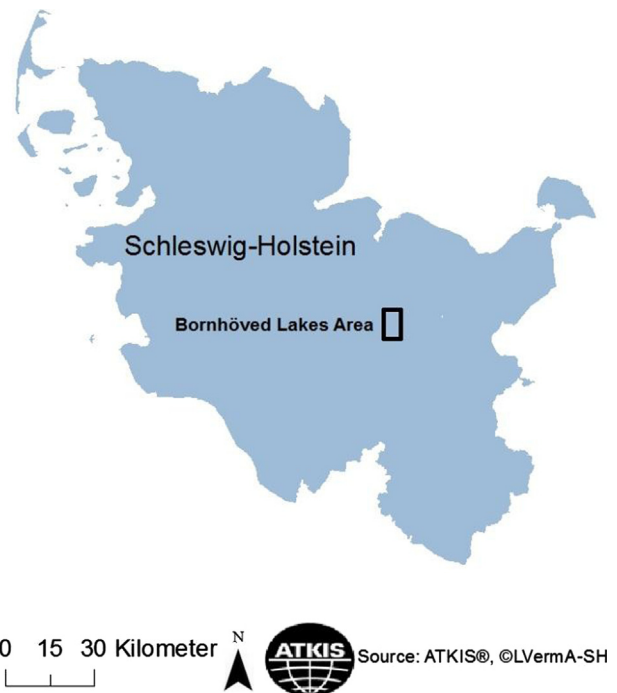 Schleswig-Holstein
Bornhöved Lakes Area
0 15 30 Kilometer
N
ATKIS
Source: ATKIS®, ©LVermA-SH